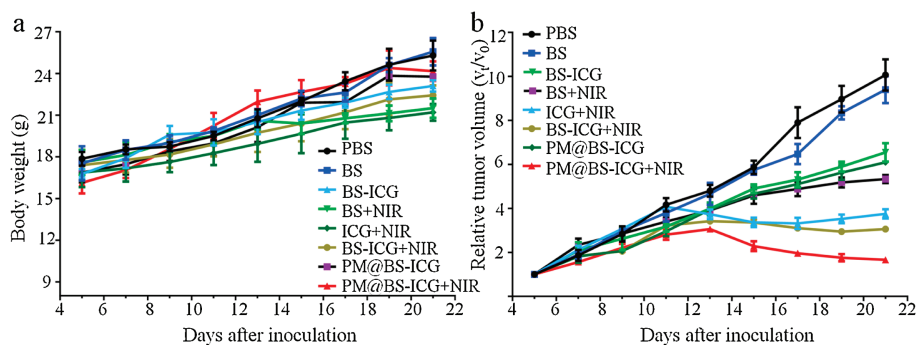 a
Body weight (g)
27
24
21
18
15
12
9
4 6 8 10 12 14 16 18 20 22
Days after inoculation
PBS
BS
BS-ICG
BS+NIR
ICG+NIR
BS-ICG+NIR
PM@BS-ICG
PM@BS-ICG+NIR
b
Relative tumor volume (vt/v0)
12
10
8
6
4
2
4 6 8 10 12 14 16 18 20 22
Days after inoculation
PBS
BS
BS-ICG
BS+NIR
ICG+NIR
BS-ICG+NIR
PM@BS-ICG
PM@BS-ICG+NIR